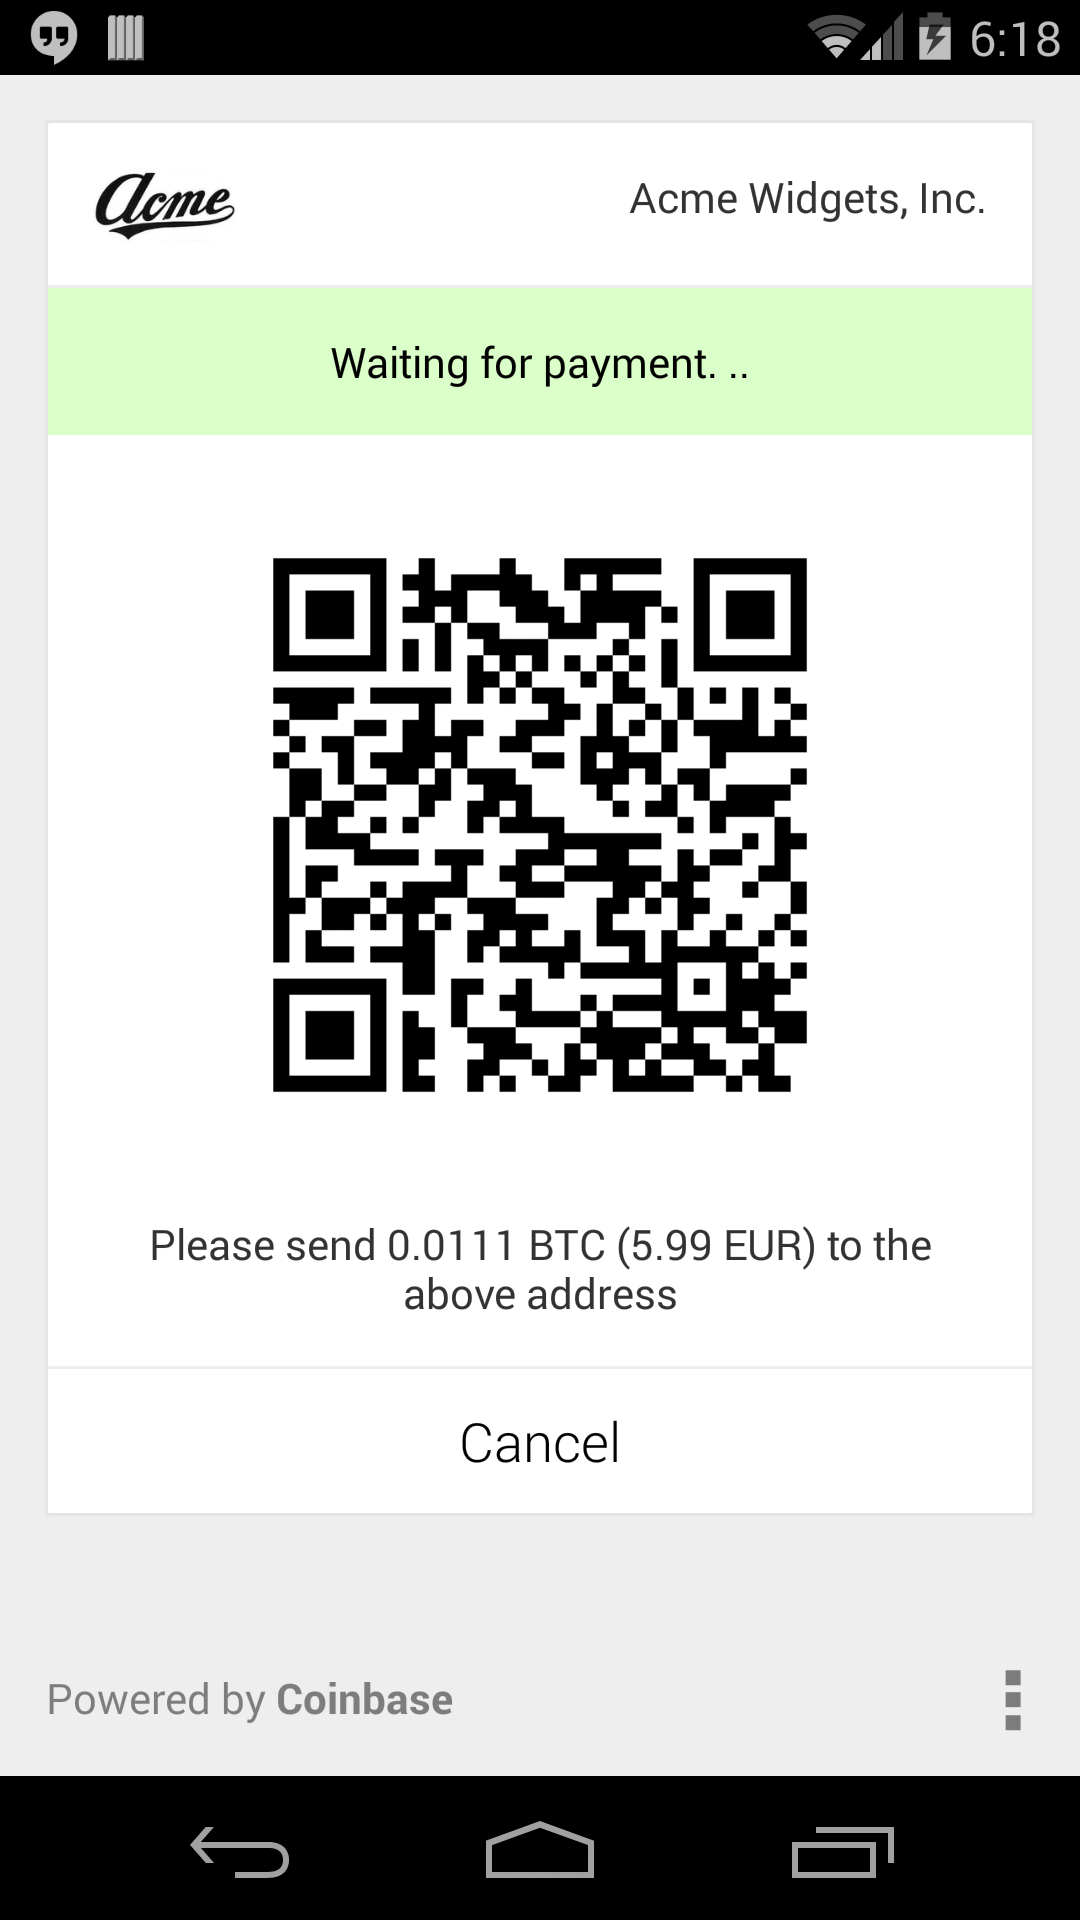 6:18
Acme
Acme Widgets, Inc.
Waiting for payment. ..
Please send 0.0111 BTC (5.99 EUR) to the
above address
Cancel
Powered by Coinbase